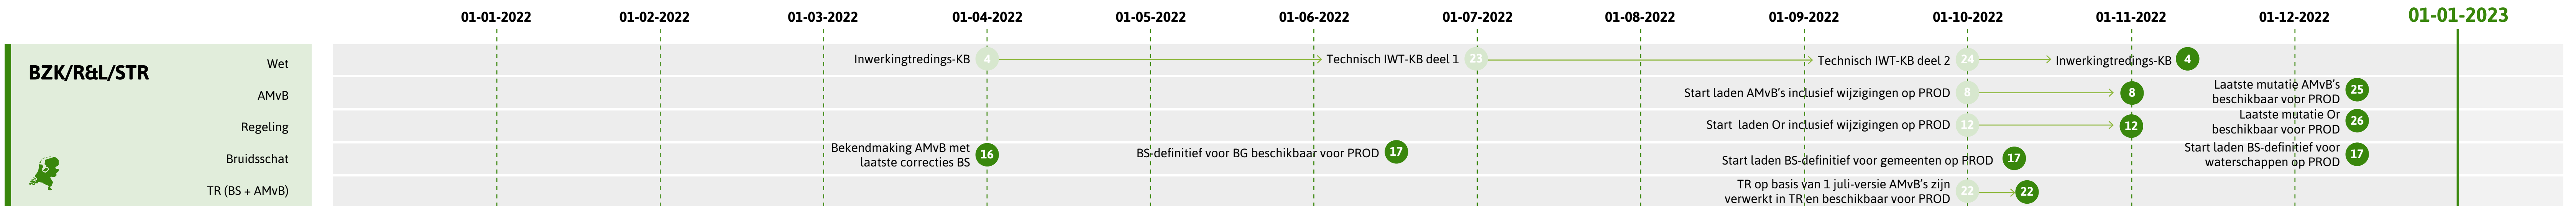 01-01-2022 01-02-2022 01-03-2022 01-04-2022 01-05-2022 01-06-2022 01-07-2022 01-08-2022 01-09-2022 01-10-2022 01-11-2022 01-12-2022 01-01-2023
BZK/R&L/STR
Wet
Inwerkingtredings-KB 4
Technisch IWT-KB deel 1 23
Technisch IWT-KB deel 2 24
Inwerkingtredings-KB 4
AMvB
Start laden AMvB's inclusief wijzigingen op PROD 8
8
Laatste mutatie AMvB's
beschikbaar voor PROD 25
Regeling
Start laden Or inclusief wijzigingen op PROD 12
12
Laatste mutatie Or
beschikbaar voor PROD 26
Bruidsschat
Bekendmaking AMvB met
laatste correcties BS 16
BS-definitief voor BG beschikbaar voor PROD 17
Start laden BS-definitief voor gemeenten op PROD 17
Start laden BS-definitief voor
waterschappen op PROD 17
TR (BS + AMvB)
TR op basis van 1 juli-versie AMvB's zijn
verwerkt in TR en beschikbaar voor PROD 22
22